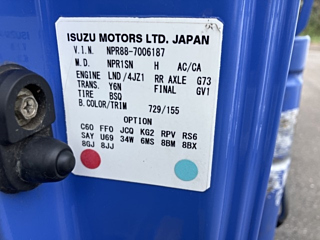 ISUZU MOTORS LTD. JAPAN
V.I.N. NPR88-7006187
M.D. NPR1SN H AC/CA
ENGINE LND /4JZ1 RR AXLE G73
TRANS. Y6N FINAL GV1
TIRE BSQ
B.COLOR/TRIM 729/155
OPTION
C60 FF0 JCQ KG2 RPV RS6
SAY U69 34W 6MS 8BM 8BX
8GJ 8JJ